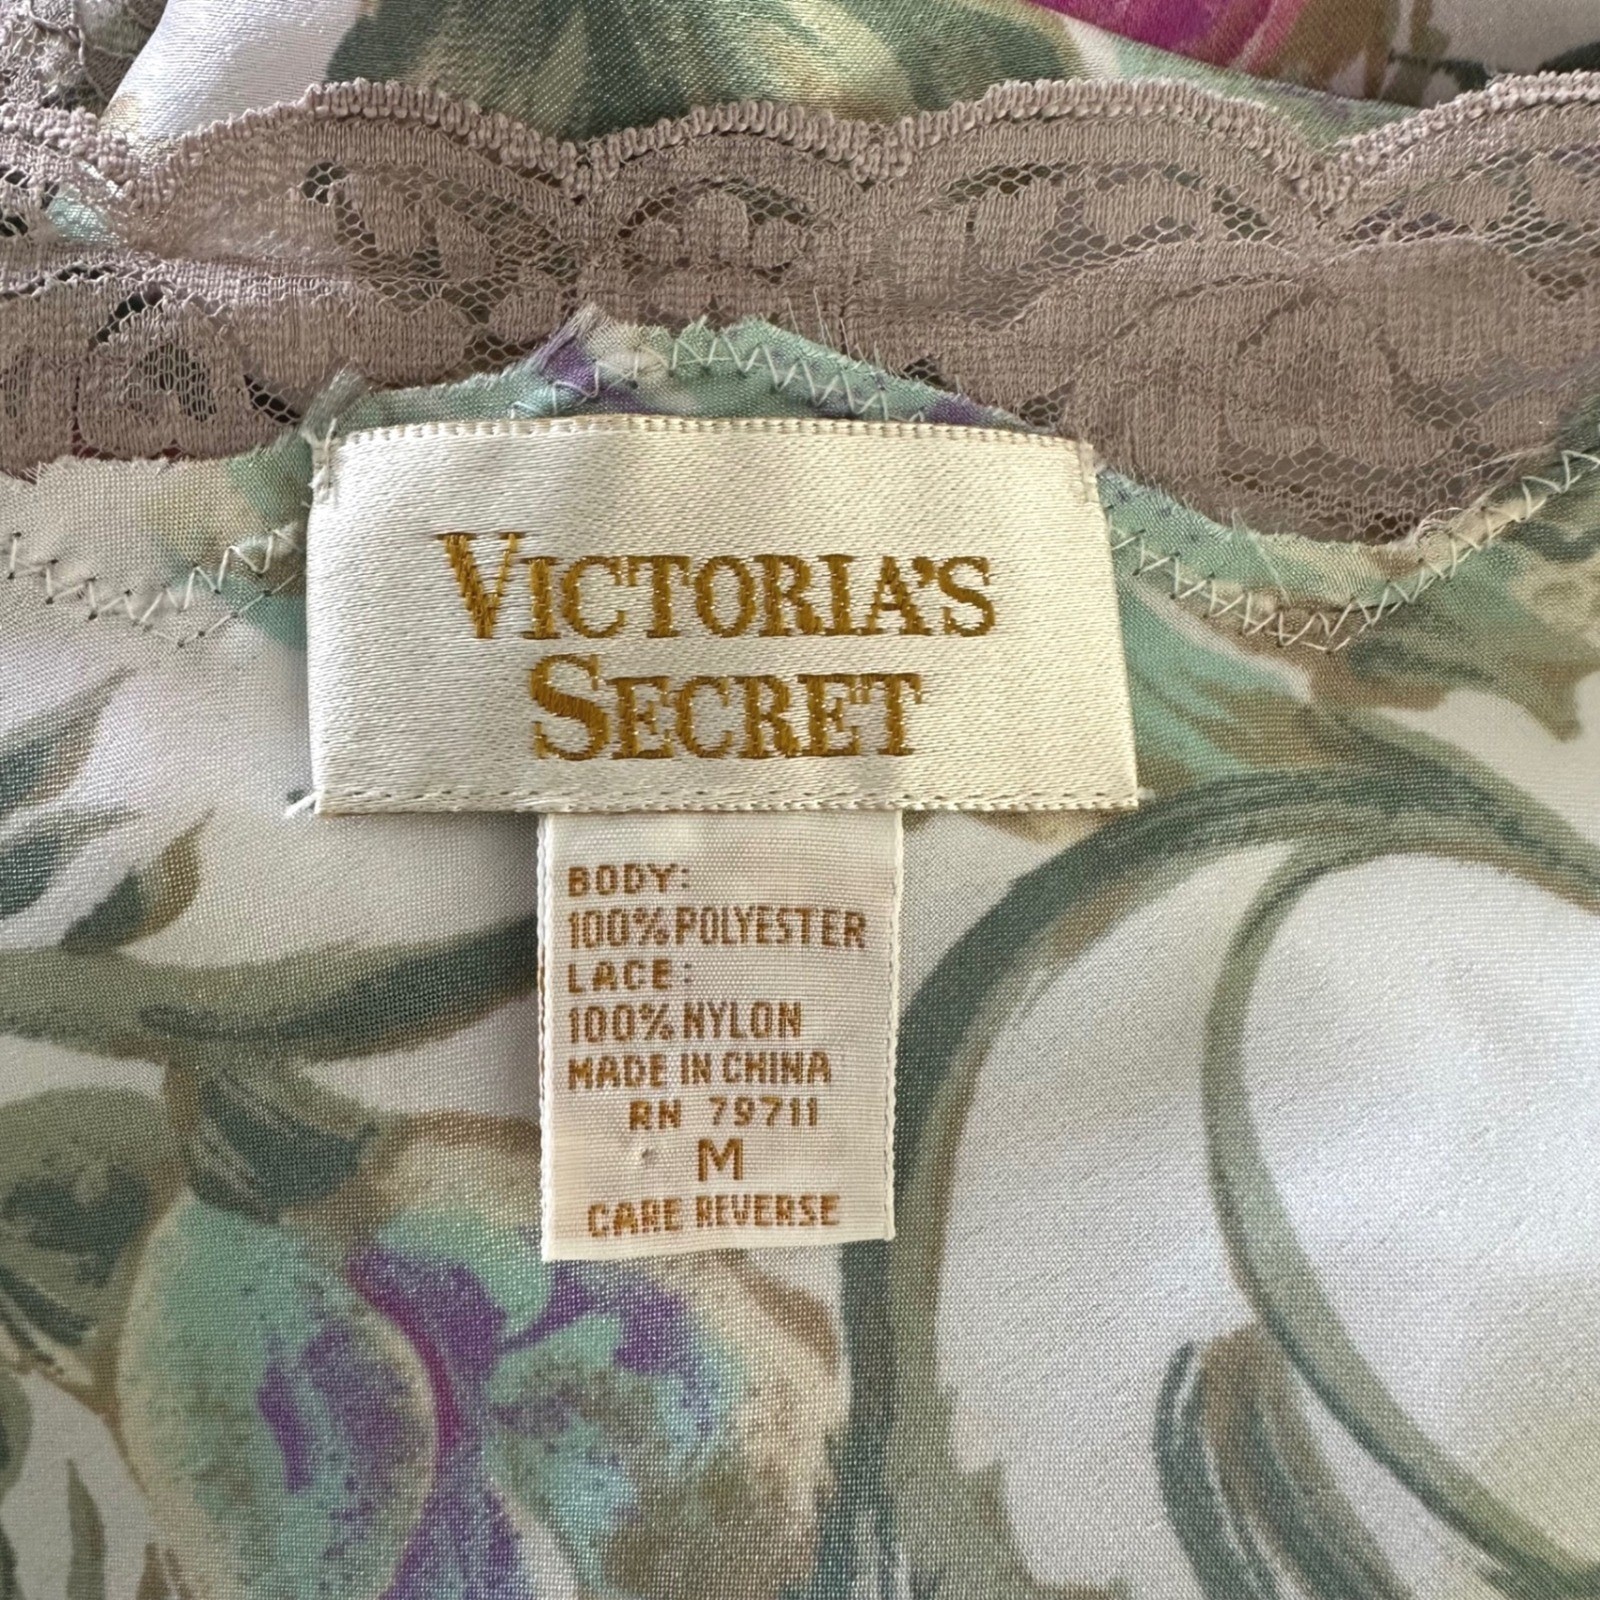 VICTORIA'S
SECRET
BODY:
100% POLYESTER
LACE:
100% NYLON
MADE IN CHINA
RN 79711
M
CARE REVERSE